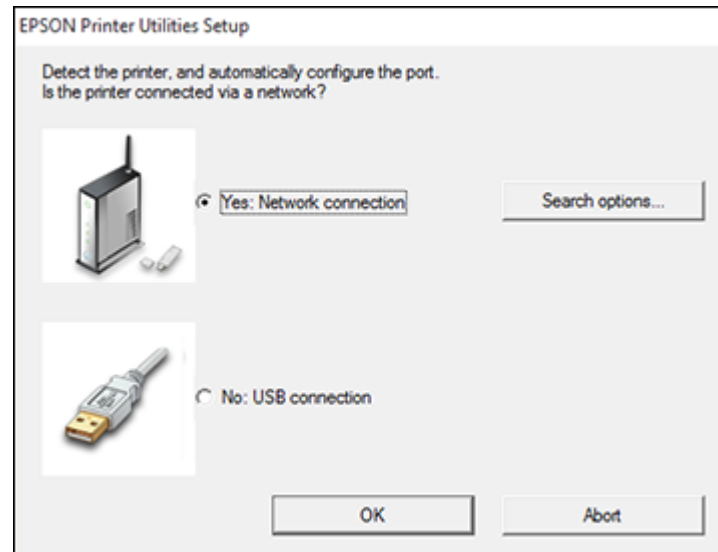 EPSON Printer Utilities Setup
Detect the printer, and automatically configure the port.
Is the printer connected via a network?
Yes: Network connection
Search options...
No: USB connection
OK
Abort